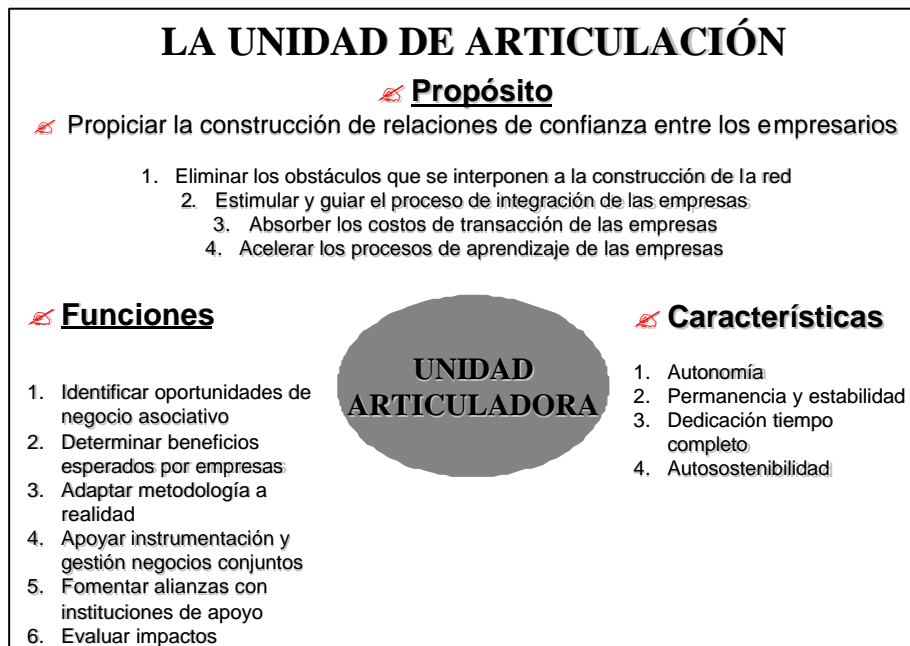 LA UNIDAD DE ARTICULACIÓN
Propósito
Propiciar la construcción de relaciones de confianza entre los empresarios
1. Eliminar los obstáculos que se interponen a la construcción de la red
2. Estimular y guiar el proceso de integración de las empresas
3. Absorber los costos de transacción de las empresas
4. Acelerar los procesos de aprendizaje de las empresas
Funciones
1. Identificar oportunidades de
negocio asociativo
2. Determinar beneficios
esperados por empresas
3. Adaptar metodología a
realidad
4. Apoyar instrumentación y
gestión negocios conjuntos
5. Fomentar alianzas con
instituciones de apoyo
6. Evaluar impactos
UNIDAD
ARTICULADORA
Características
1. Autonomía
2. Permanencia y estabilidad
3. Dedicación tiempo
completo
4. Autosostenibilidad